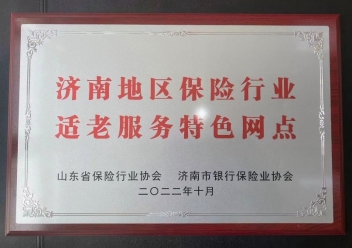 济南地区保险行业
适老服务特色网点
山东省保险行业协会 济南市银行保险业协会
二〇二二年十月